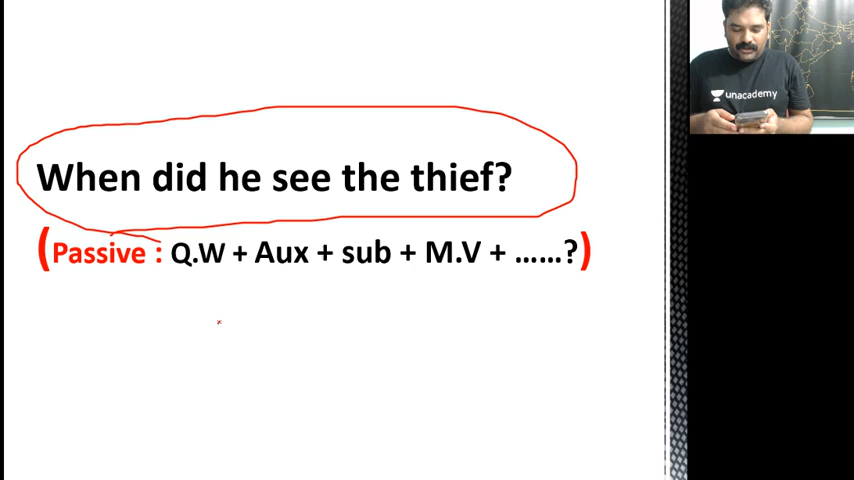 When did he see the thief?
(Passive : Q.W + Aux + sub + M.V + ......?)
unacademy